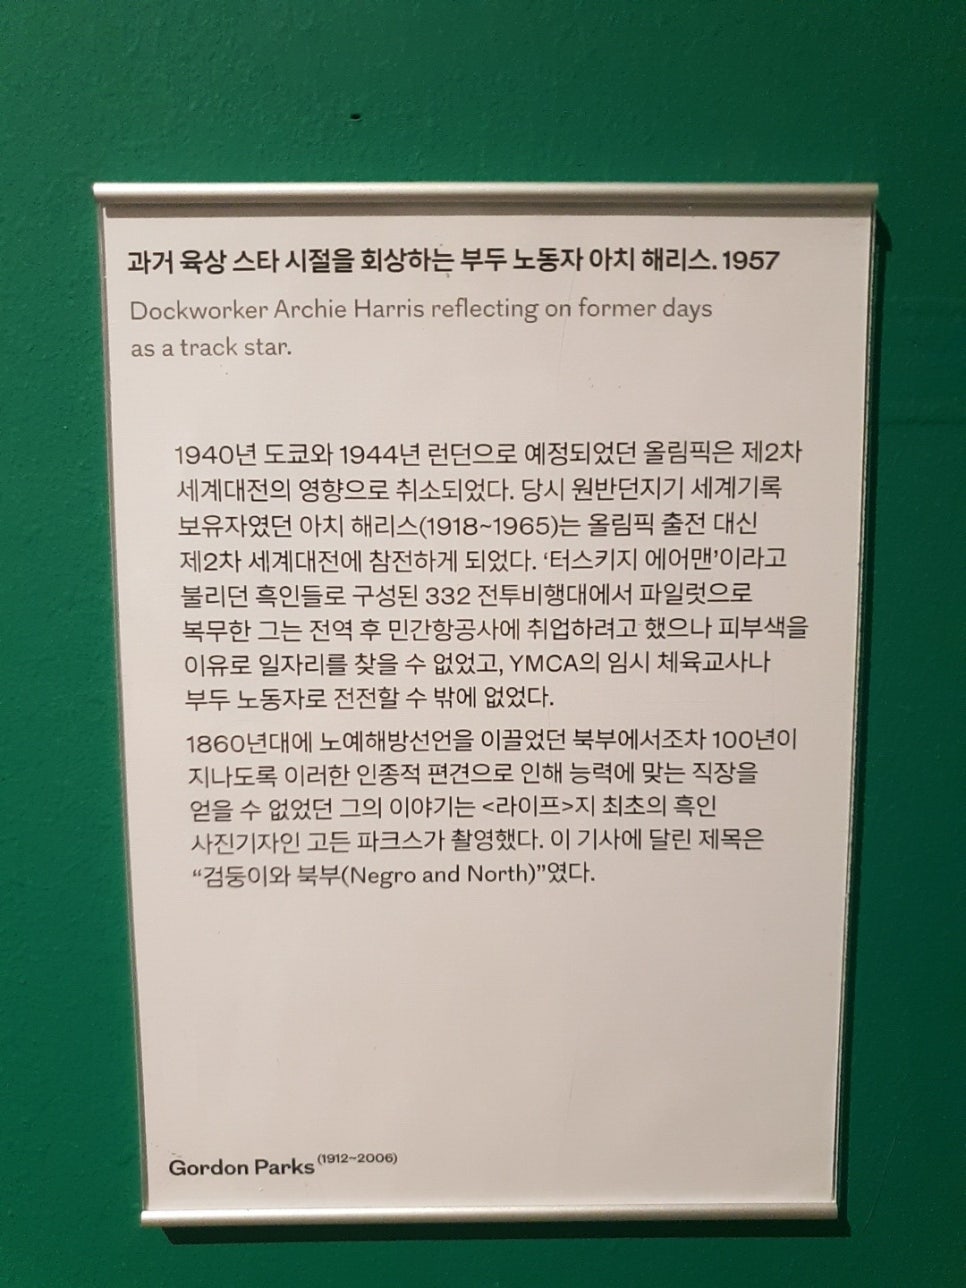 과거 육상 스타 시절을 회상하는 부두 노동자 아치 해리스. 1957
Dockworker Archie Harris reflecting on former days
as a track star.
1940년 도쿄와 1944년 런던으로 예정되었던 올림픽은 제2차
세계대전의 영향으로 취소되었다. 당시 원반던지기 세계기록
보유자였던 아치 해리스(1918~1965)는 올림픽 출전 대신
제2차 세계대전에 참전하게 되었다. ‘터스키지 에어맨’이라고
불리던 흑인들로 구성된 332 전투비행대에서 파일럿으로
복무한 그는 전역 후 민간항공사에 취업하려고 했으나 피부색을
이유로 일자리를 찾을 수 없었고, YMCA의 임시 체육교사나
부두 노동자로 전전할 수 밖에 없었다.
1860년대에 노예해방선언을 이끌었던 북부에서조차 100년이
지나도록 이러한 인종적 편견으로 인해 능력에 맞는 직장을
얻을 수 없었던 그의 이야기는 <라이프>지 최초의 흑인
사진기자인 고든 파크스가 촬영했다. 이 기사에 달린 제목은
“검둥이와 북부(Negro and North)”였다.
Gordon Parks (1912~2006)